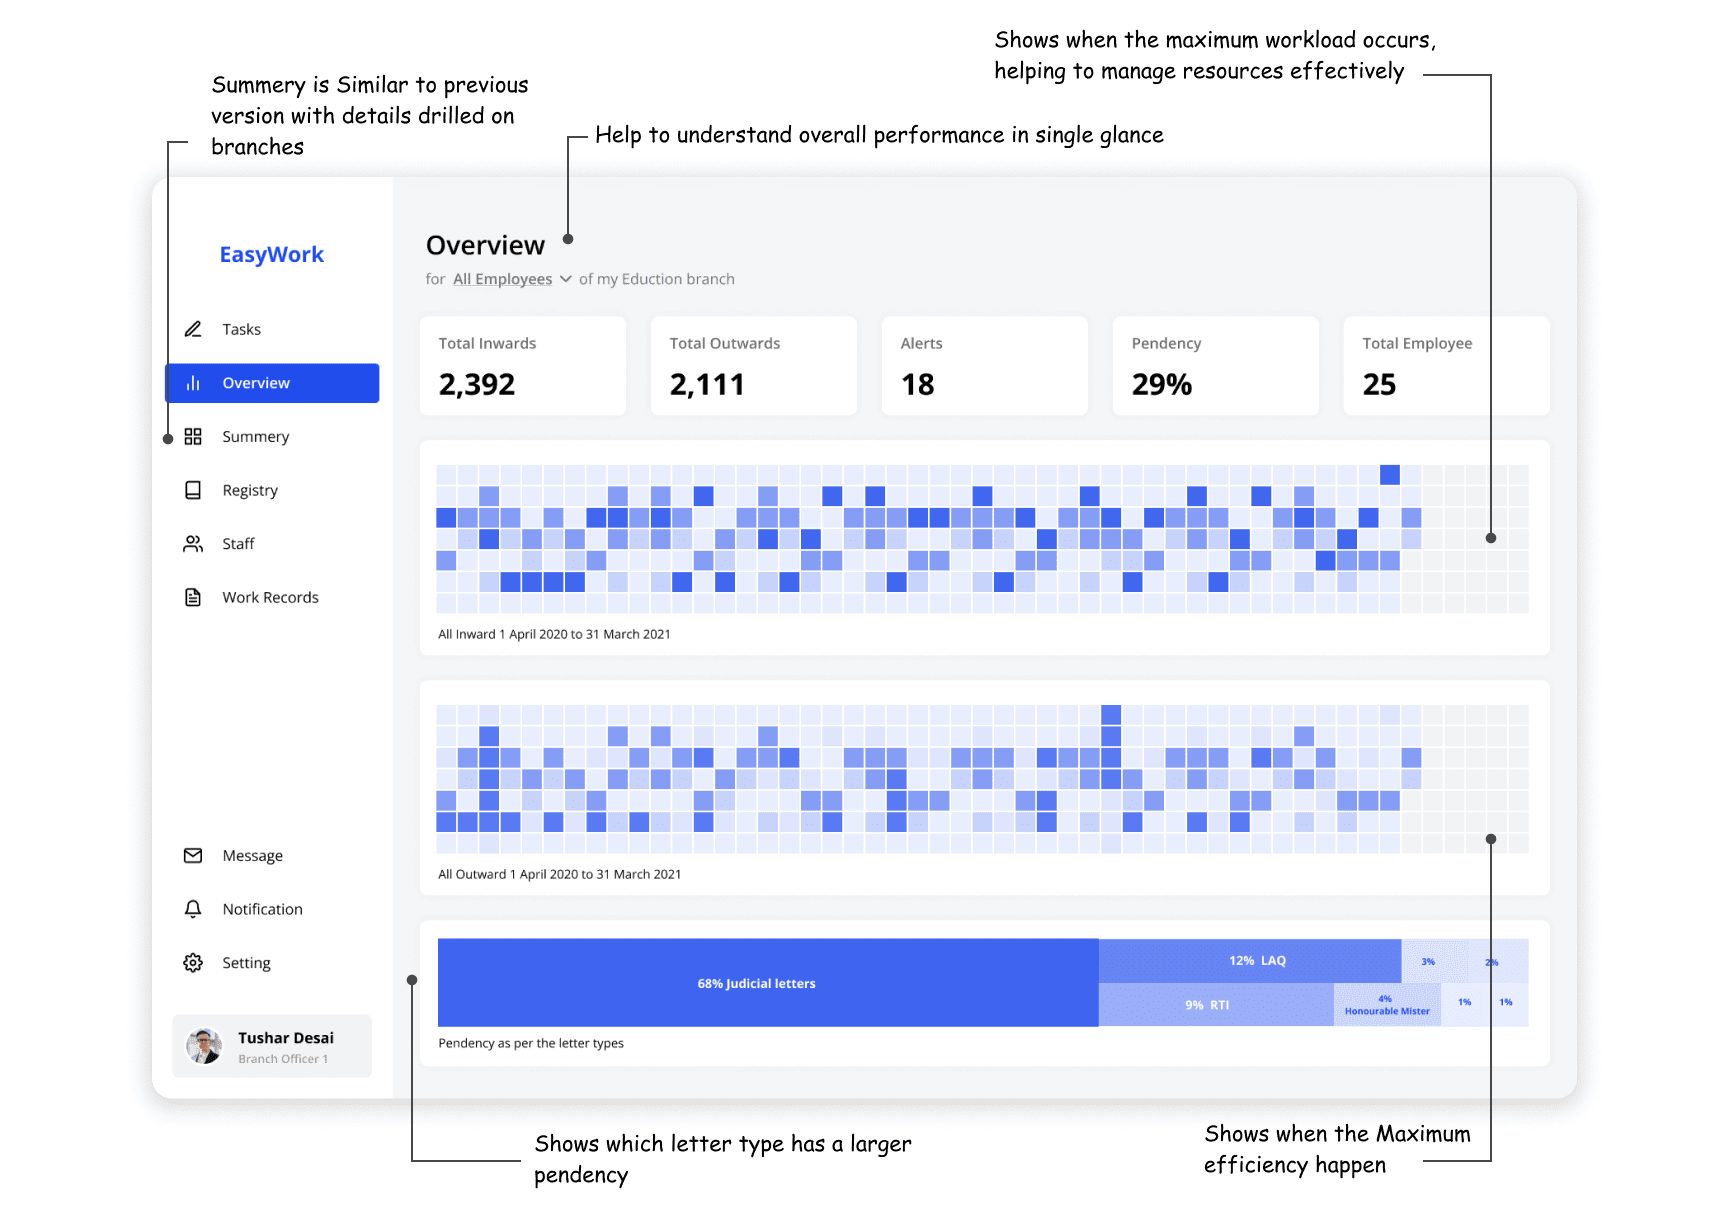 Shows when the maximum workload occurs,
helping to manage resources effectively
Summery is Similar to previous
version with details drilled on
branches
Help to understand overall performance in single glance
EasyWork
Tasks
Overview
Summery
Registry
Staff
Work Records
Message
Notification
Setting
Tushar Desai
Branch Officer 1
Overview
for All Employees of my Eduction branch
Total Inwards
2,392
Total Outwards
2,111
Alerts
18
Pendency
29%
Total Employee
25
All Inward 1 April 2020 to 31 March 2021
All Outward 1 April 2020 to 31 March 2021
68% Judicial letters
12% LAQ
3%
2%
9% RTI
4%
Honourable Mister
1%
1%
Pendency as per the letter types
Shows which letter type has a larger
pendency
Shows when the Maximum
efficiency happen